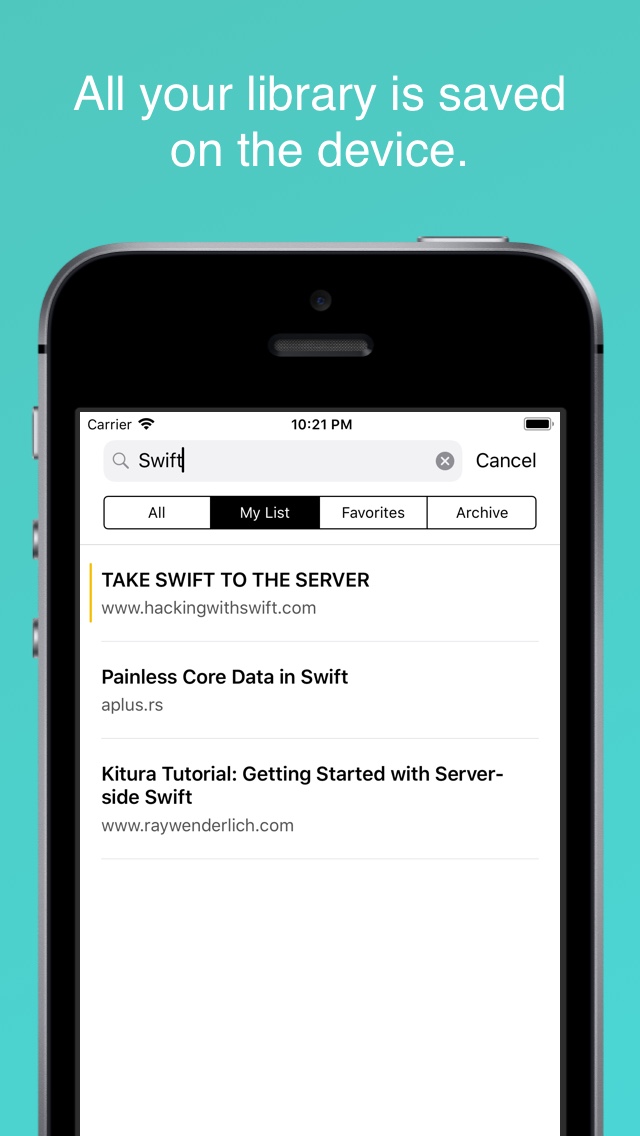 All your library is saved
on the device.
Carrier 10:21 PM
Swift Cancel
All My List Favorites Archive
TAKE SWIFT TO THE SERVER
www.hackingwithswift.com
Painless Core Data in Swift
aplus.rs
Kitura Tutorial: Getting Started with Server-
side Swift
www.raywenderlich.com